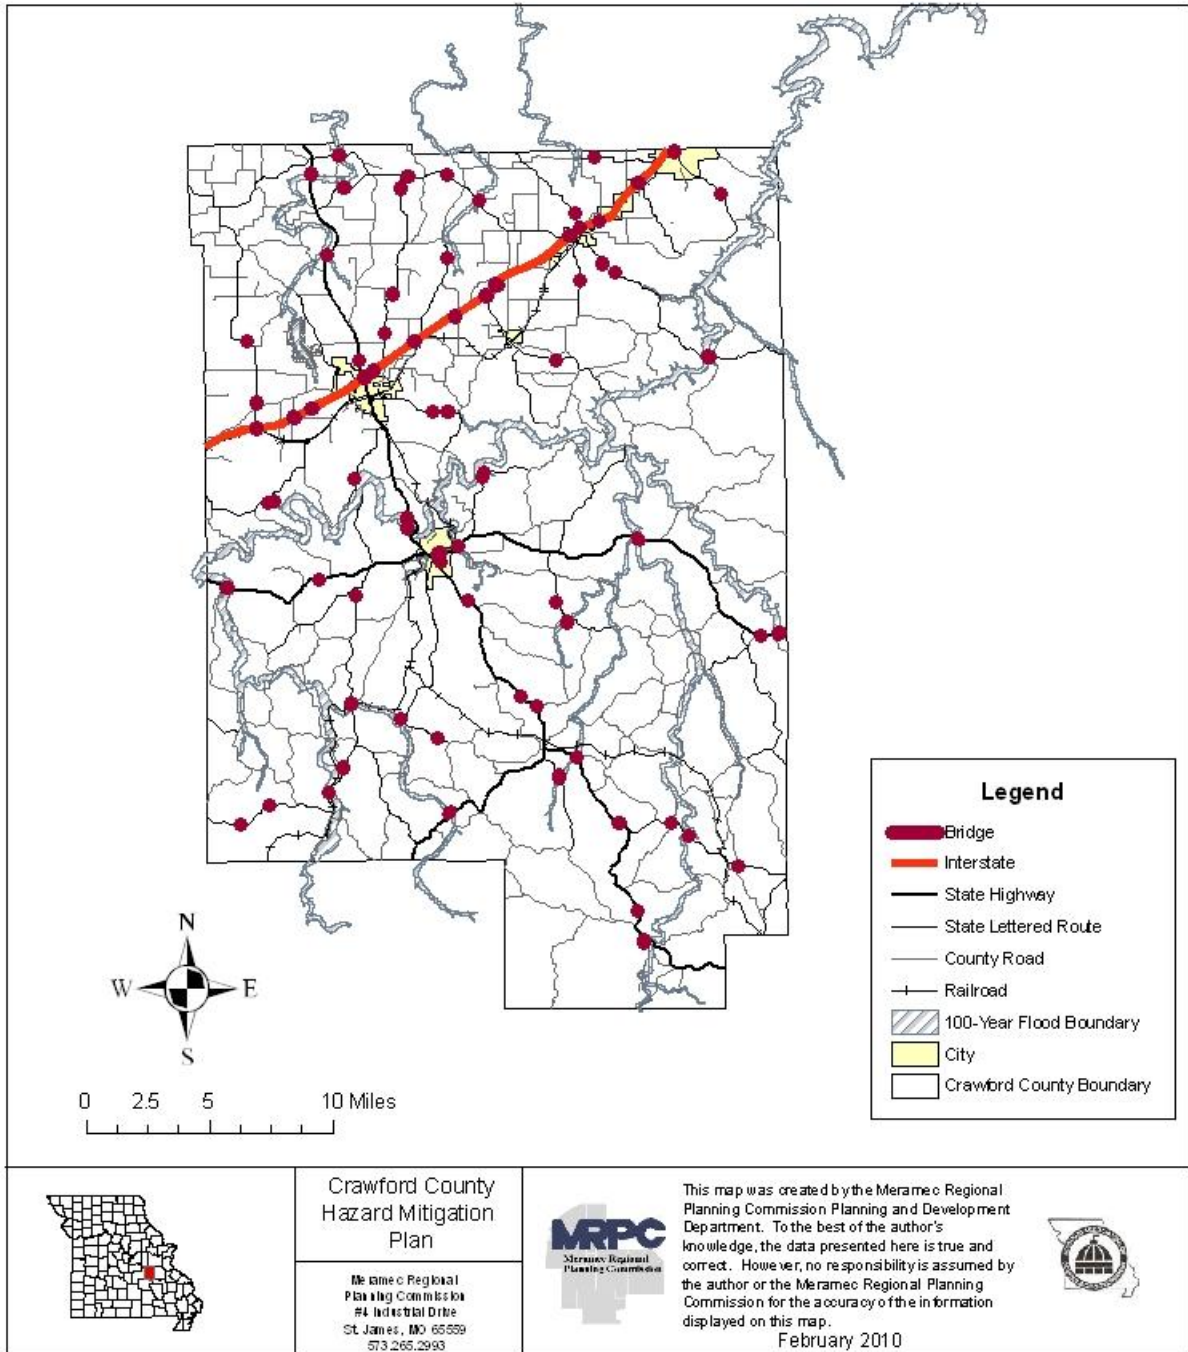 Legend
Bridge
Interstate
State Highway
State Lettered Route
County Road
Railroad
100-Year Flood Boundary
City
Crawford County Boundary
N
W
E
S
0 2.5 5 10 Miles
Crawford County
Hazard Mitigation
Plan
Meramec Regional
Planning Commission
#4 Industrial Drive
St. James, MO 65559
573.265.2993
MRPC
Meramec Regional
Planning Commission
This map was created by the Meramec Regional
Planning Commission Planning and Development
Department. To the best of the author's
knowledge, the data presented here is true and
correct. However, no responsibility is assumed by
the author or the Meramec Regional Planning
Commission for the accuracy of the information
displayed on this map.
February 2010